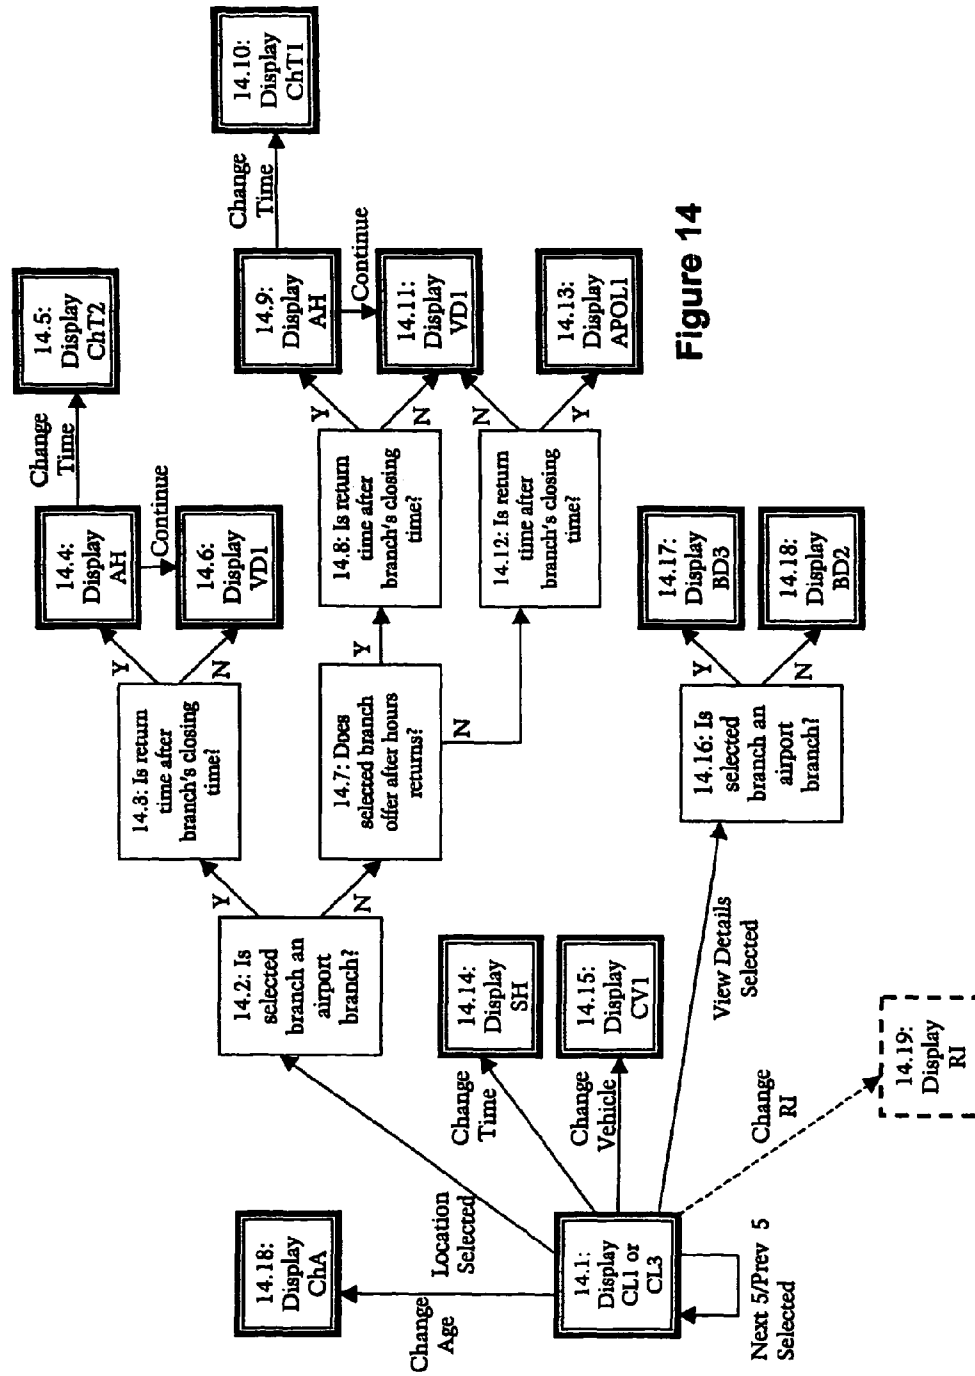 14.5:
Display
ChT2
Change
Time
14.4:
Display
AH
Continue
14.6:
Display
VD1
Y
N
14.3: Is return
time after
branch's closing
time?
Y
N
14.2: Is
selected
branch an
airport
branch?
14.10:
Display
ChT1
Change
Time
14.9:
Display
AH
Continue
14.11:
Display
VD1
14.13:
Display
APOL1
Y
N
N
Y
14.8: Is return
time after
branch's closing
time?
14.12: Is return
time after
branch's closing
time?
Y
N
14.7: Does
selected branch
offer after hours
returns?
14.14:
Display
SH
14.15:
Display
CV1
Change
Time
Change
Vehicle
14.17:
Display
BD3
14.18:
Display
BD2
Y
N
14.16: Is
selected
branch an
airport
branch?
View Details
Selected
Change
RI
14.19:
Display
RI
Location
Selected
14.18:
Display
ChA
Change
Age
14.1:
Display
CL1 or
CL3
Next 5/Prev 5
Selected
Figure 14